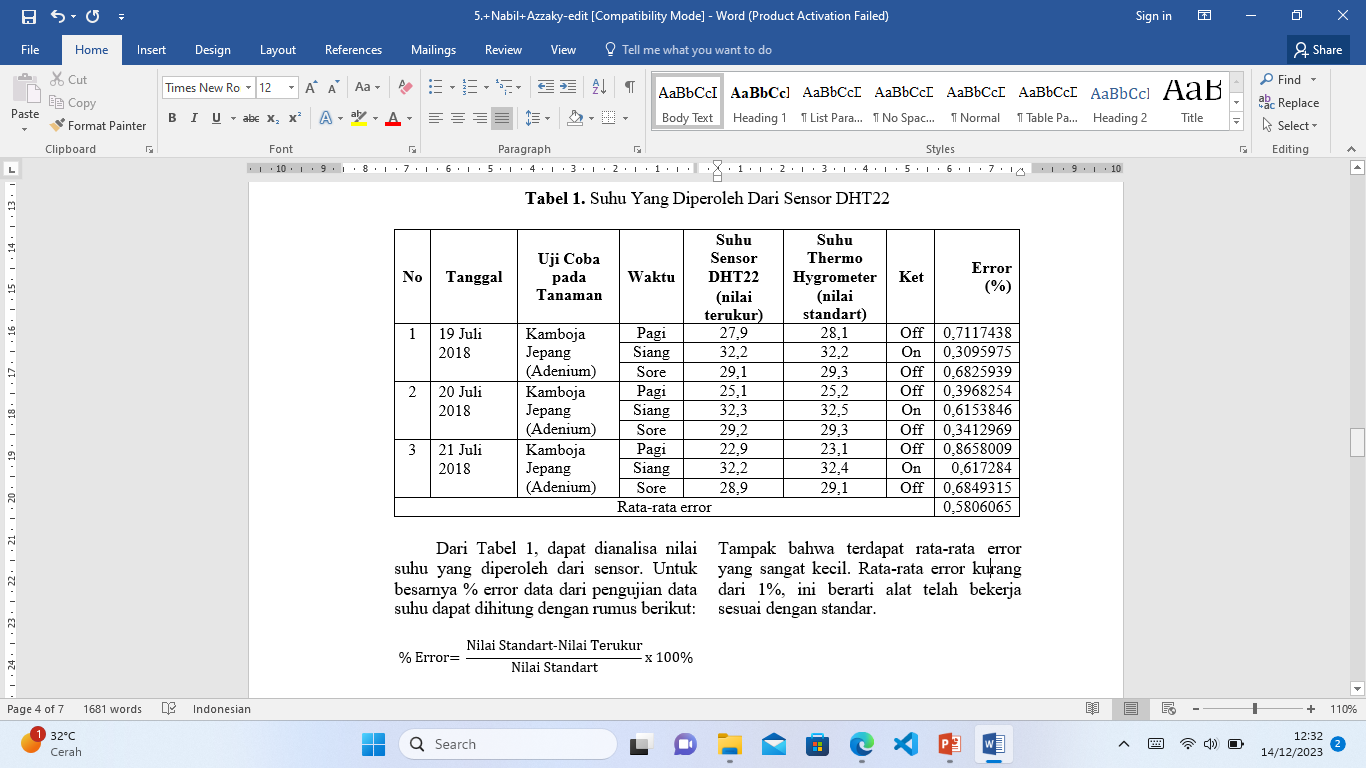 5.+Nabil+Azzaky-edit [Compatibility Mode] - Word (Product Activation Failed)
Sign in
File Home Insert Design Layout References Mailings Review View Tell me what you want to do Share
Paste
Cut
Copy
Format Painter
Clipboard
Times New Ro 12
Font
Paragraph
AaBbCcD Body Text
AaBbCcI Heading 1
AaBbCcD ¶ List Para...
AaBbCcD ¶ No Spac...
AaBbCcD ¶ Normal
AaBbCcD ¶ Table Pa...
AaBbCcI Heading 2
AaB Title
Styles
Find
Replace
Select
Editing
Tabel 1. Suhu Yang Diperoleh Dari Sensor DHT22
No Tanggal Uji Coba pada Tanaman Waktu Suhu Sensor DHT22 (nilai terukur) Suhu Thermo Hygrometer (nilai standart) Ket Error (%)
1 19 Juli 2018 Kamboja Jepang (Adenium) Pagi 27,9 28,1 Off 0,7117438
Siang 32,2 32,2 On 0,3095975
Sore 29,1 29,3 Off 0,6825939
2 20 Juli 2018 Kamboja Jepang (Adenium) Pagi 25,1 25,2 Off 0,3968254
Siang 32,3 32,5 On 0,6153846
Sore 29,2 29,3 Off 0,3412969
3 21 Juli 2018 Kamboja Jepang (Adenium) Pagi 22,9 23,1 Off 0,8658009
Siang 32,2 32,4 On 0,617284
Sore 28,9 29,1 Off 0,6849315
Rata-rata error 0,5806065
Dari Tabel 1, dapat dianalisa nilai
suhu yang diperoleh dari sensor. Untuk
besarnya % error data dari pengujian data
suhu dapat dihitung dengan rumus berikut:
% Error= Nilai Standart-Nilai Terukur
Nilai Standart
x 100%
Tampak bahwa terdapat rata-rata error
yang sangat kecil. Rata-rata error kurang
dari 1%, ini berarti alat telah bekerja
sesuai dengan standar.
Page 4 of 7 1681 words Indonesian 110%
1
32°C
Cerah
Search
12:32
14/12/2023
2